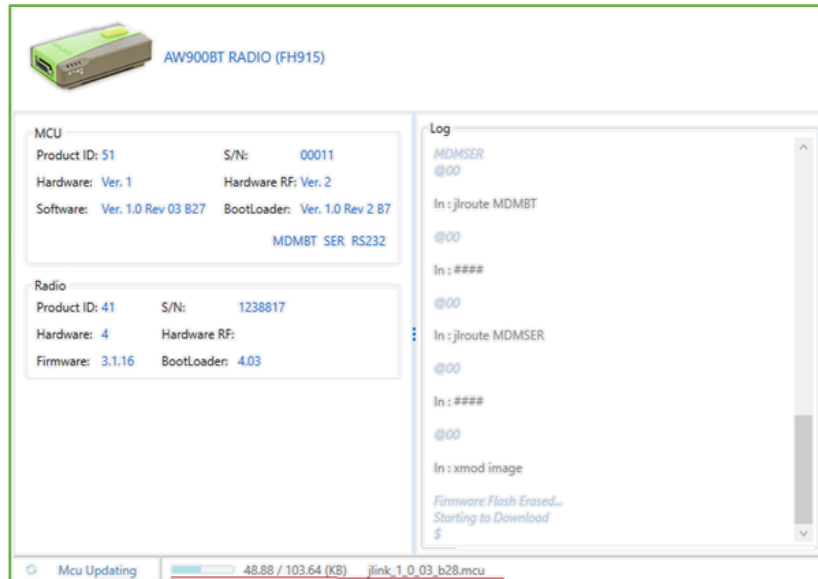 AW900BT RADIO (FH915)
MCU
Product ID: 51 S/N: 00011
Hardware: Ver. 1 Hardware RF: Ver. 2
Software: Ver. 1.0 Rev 03 B27 BootLoader: Ver. 1.0 Rev 2 B7
MDMBT SER RS232
Radio
Product ID: 41 S/N: 1238817
Hardware: 4 Hardware RF:
Firmware: 3.1.16 BootLoader: 4.03
Log
MDMSER
@00
In : jlroute MDMBT
@00
In : ####
@00
In : jlroute MDMSER
@00
In : ####
@00
In : xmod image
Firmware Flash Erased...
Starting to Download
$
Mcu Updating 48.88 / 103.64 (KB) jlink_1_0_03_b28.mcu